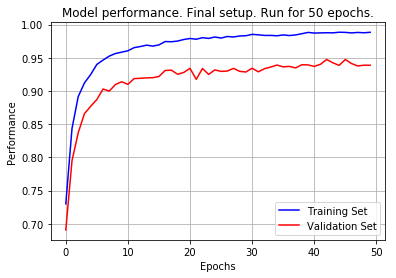 Model performance. Final setup. Run for 50 epochs.
1.00
0.95
0.90
0.85
0.80
0.75
0.70
Performance
Training Set
Validation Set
0 10 20 30 40 50
Epochs